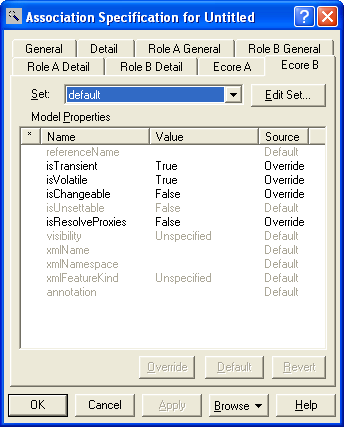 Association Specification for Untitled
General Detail Role A General Role B General
Role A Detail Role B Detail Ecore A Ecore B
Set: default Edit Set...
Model Properties
* Name Value Source
referenceName Default
isTransient True Override
isVolatile True Override
isChangeable False Override
isUnsettable False Default
isResolveProxies False Override
visibility Unspecified Default
xmlName Default
xmlNamespace Default
xmlFeatureKind Unspecified Default
annotation Default
Override Default Revert
OK Cancel Apply Browse Help